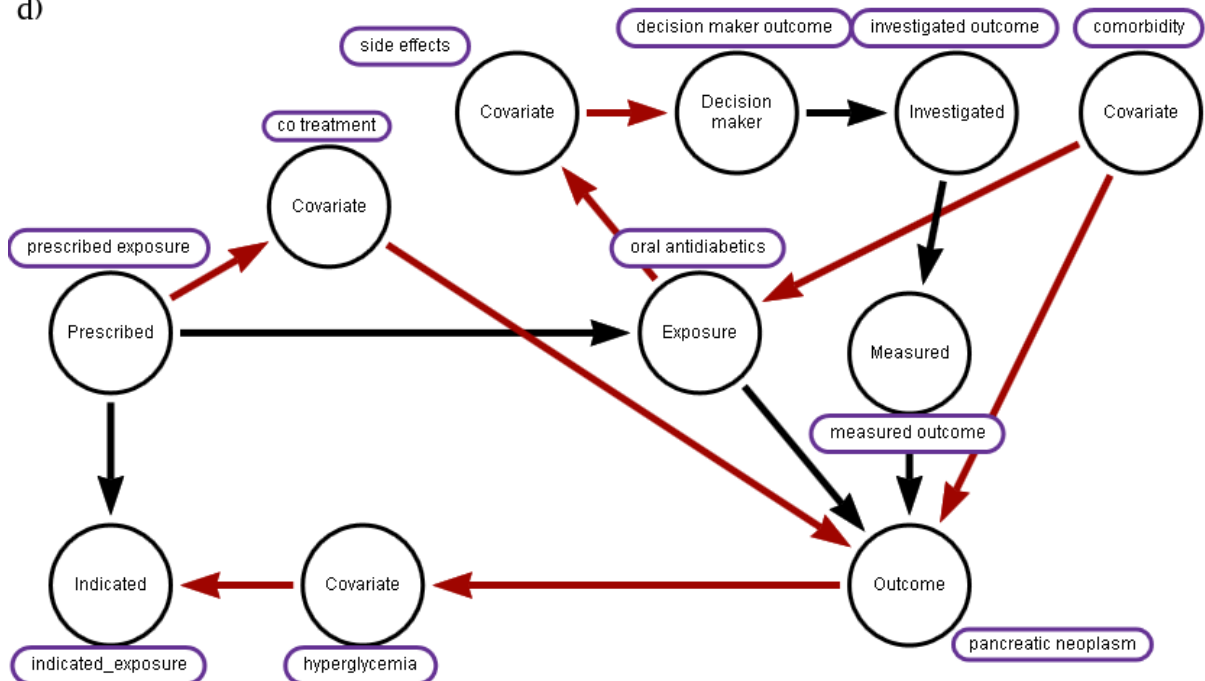 d)
side effects
decision maker outcome
investigated outcome
comorbidity
Covariate
Decision
maker
Investigated
Covariate
co treatment
Covariate
prescribed exposure
oral antidiabetics
Prescribed
Exposure
Measured
measured outcome
Indicated
Covariate
Outcome
indicated_exposure
hyperglycemia
pancreatic neoplasm